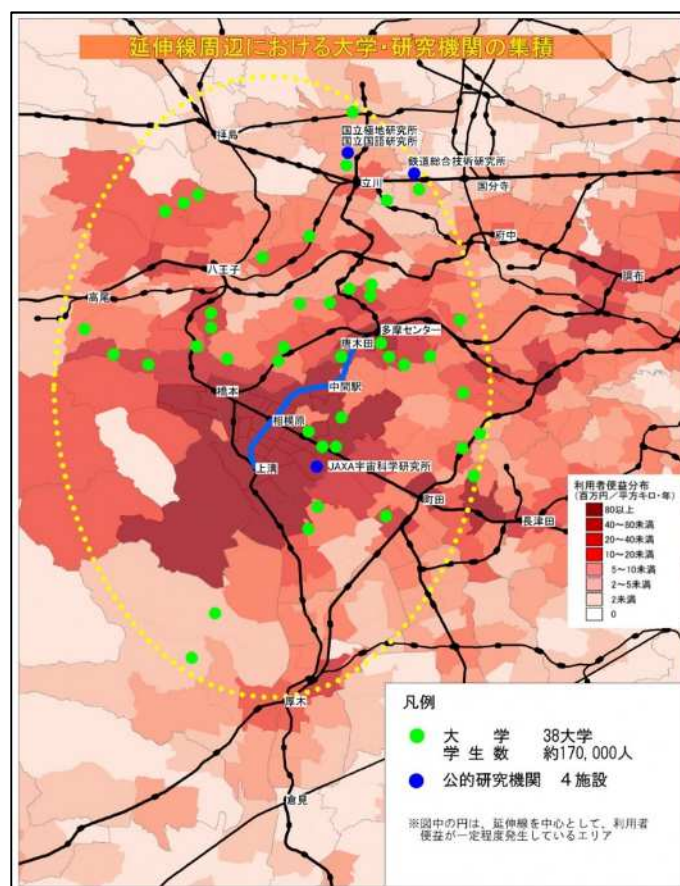 延伸線周辺における大学・研究機関の集積
国立極地研究所
国立国語研究所
鉄道総合技術研究所
拝島
立川
国分寺
府中
調布
八王子
高尾
多摩センター
唐木田
中間駅
橋本
相模原
上溝
JAXA宇宙科学研究所
町田
長津田
厚木
倉見
利用者便益分布
(百万円/平方キロ・年)
80以上
40~80未満
20~40未満
10~20未満
5~10未満
2~5未満
2未満
0
凡例
大 学 38大学
学生数 約170,000人
公的研究機関 4施設
※図中の円は、延伸線を中心として、利用者
便益が一定程度発生しているエリア